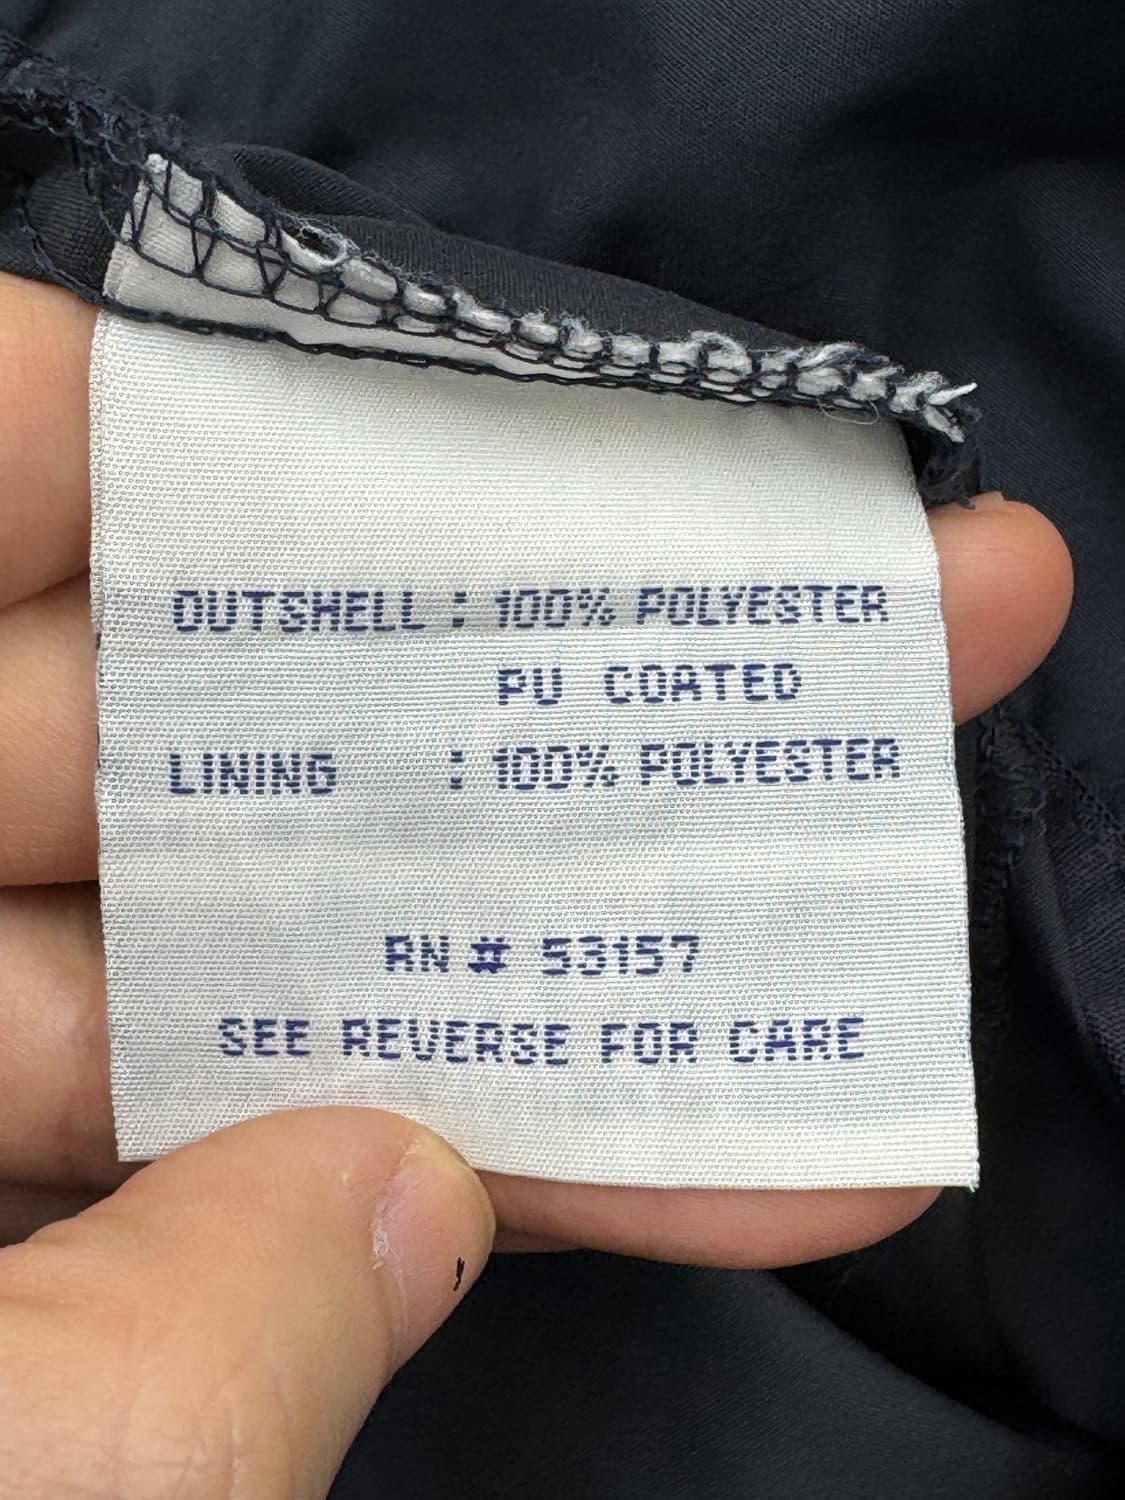 OUTSHELL : 100% POLYESTER
PU COATED
LINING : 100% POLYESTER
RN # 53157
SEE REVERSE FOR CARE